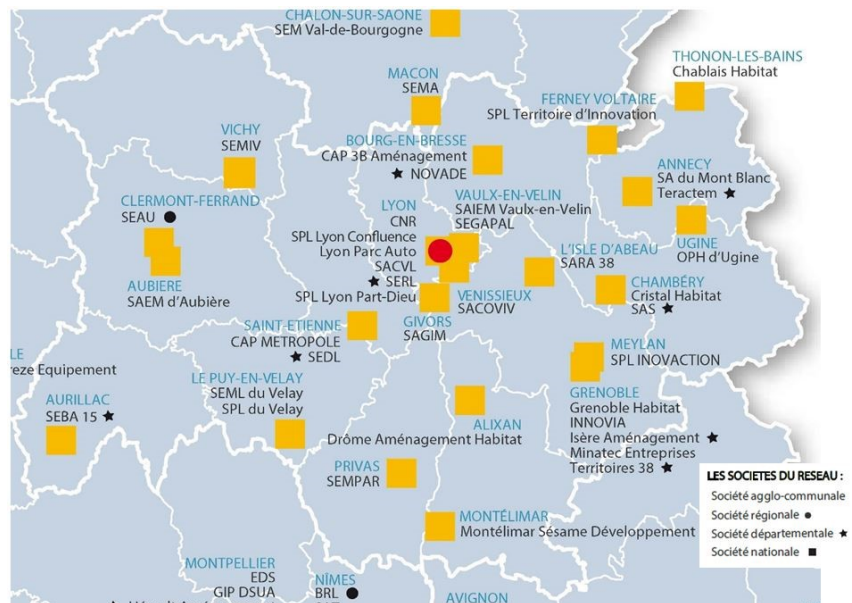 CHALON-SUR-SAONE
SEM Val-de-Bourgogne
MACON
SEMA
THONON-LES-BAINS
Chablais Habitat
FERNEY VOLTAIRE
SPL Territoire d'Innovation
VICHY
SEMIV
BOURG-EN-BRESSE
CAP 3B Aménagement
★ NOVADE
ANNECY
SA du Mont Blanc
Teractem ★
CLERMONT-FERRAND
SEAU ●
LYON
CNR
SPL Lyon Confluence
Lyon Parc Auto
SACVL
★ SERL
SPL Lyon Part-Dieu
VAULX-EN-VELIN
SAIEM Vaulx-en-Velin
SEGAPAL
UGINE
OPH d'Ugine
L'ISLE D'ABEAU
SARA 38
AUBIERE
SAEM d'Aubière
VENISSIEUX
SACOVIV
CHAMBÉRY
Cristal Habitat
SAS ★
GIVORS
SAGIM
SAINT-ETIENNE
CAP METROPOLE
★ SEDL
MEYLAN
SPL INOVACTION
LE
reze Equipement
LE PUY-EN-VELAY
SEML du Velay
SPL du Velay
AURILLAC
SEBA 15 ★
GRENOBLE
Grenoble Habitat
INNOVIA
Isère Aménagement ★
Minatec Entreprises
Territoires 38 ★
ALIXAN
Drôme Aménagement Habitat
PRIVAS
SEMPAR
MONTÉLIMAR
Montélimar Sésame Développement
LES SOCIETES DU RESEAU :
Société agglo-communale
Société régionale ●
Société départementale ★
Société nationale ■
MONTPELLIER
EDS
GIP DSUA
NÎMES
BRL ●
AVIGNON